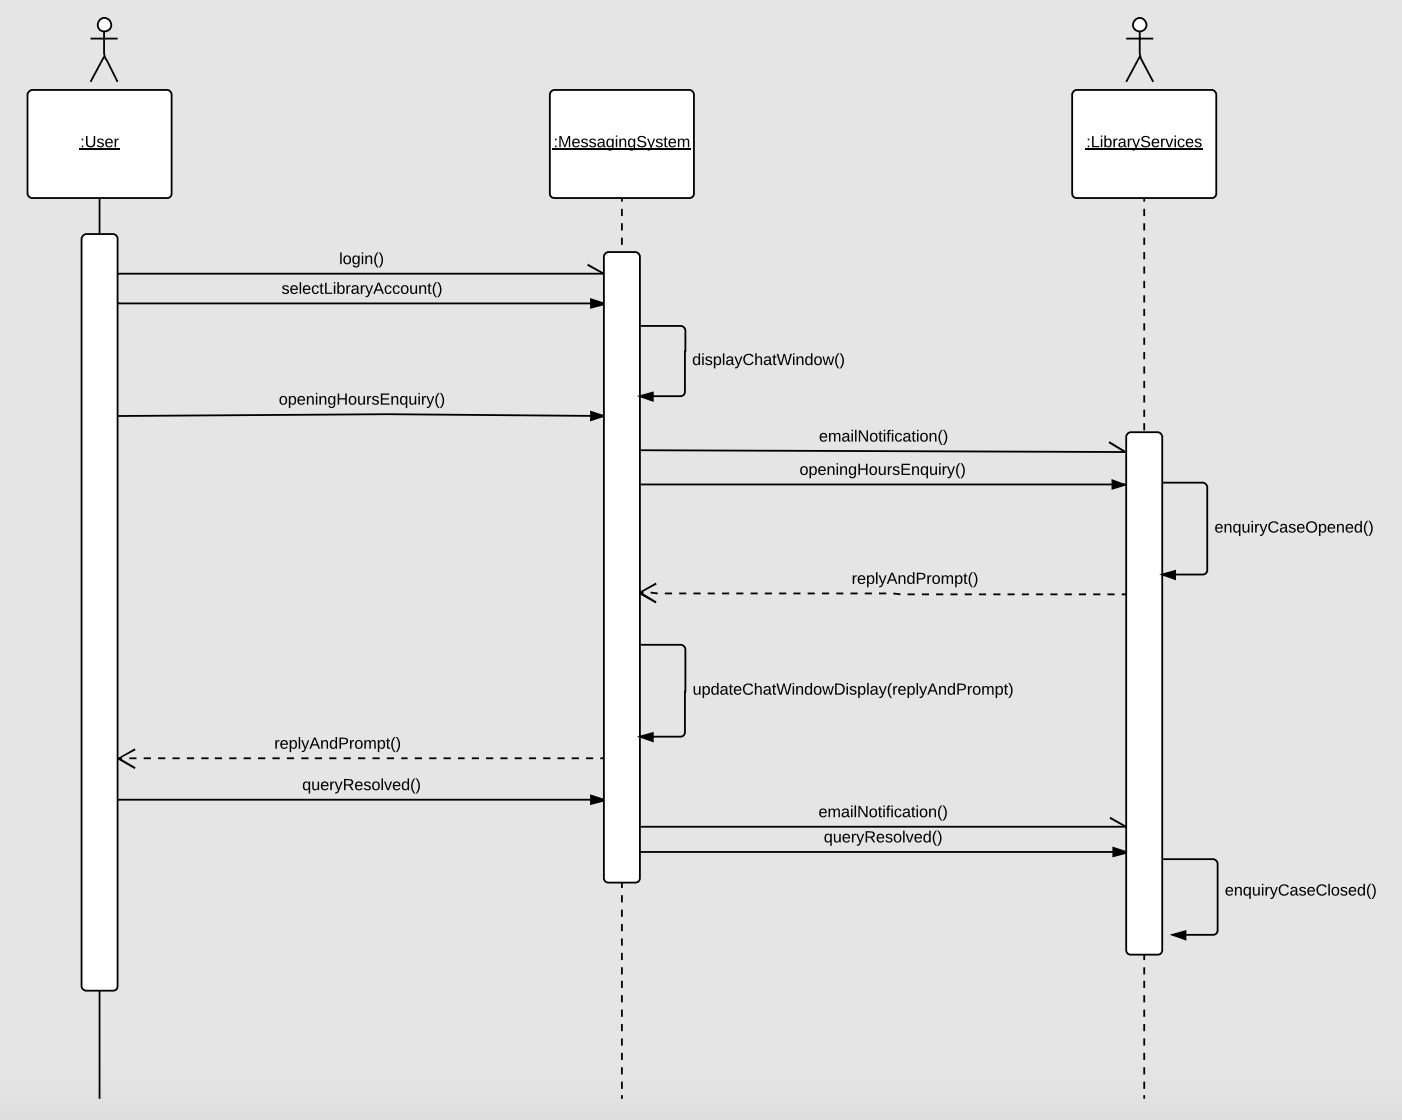 :User
:MessagingSystem
:LibraryServices
login()
selectLibraryAccount()
displayChatWindow()
openingHoursEnquiry()
emailNotification()
openingHoursEnquiry()
enquiryCaseOpened()
replyAndPrompt()
updateChatWindowDisplay(replyAndPrompt)
replyAndPrompt()
queryResolved()
emailNotification()
queryResolved()
enquiryCaseClosed()